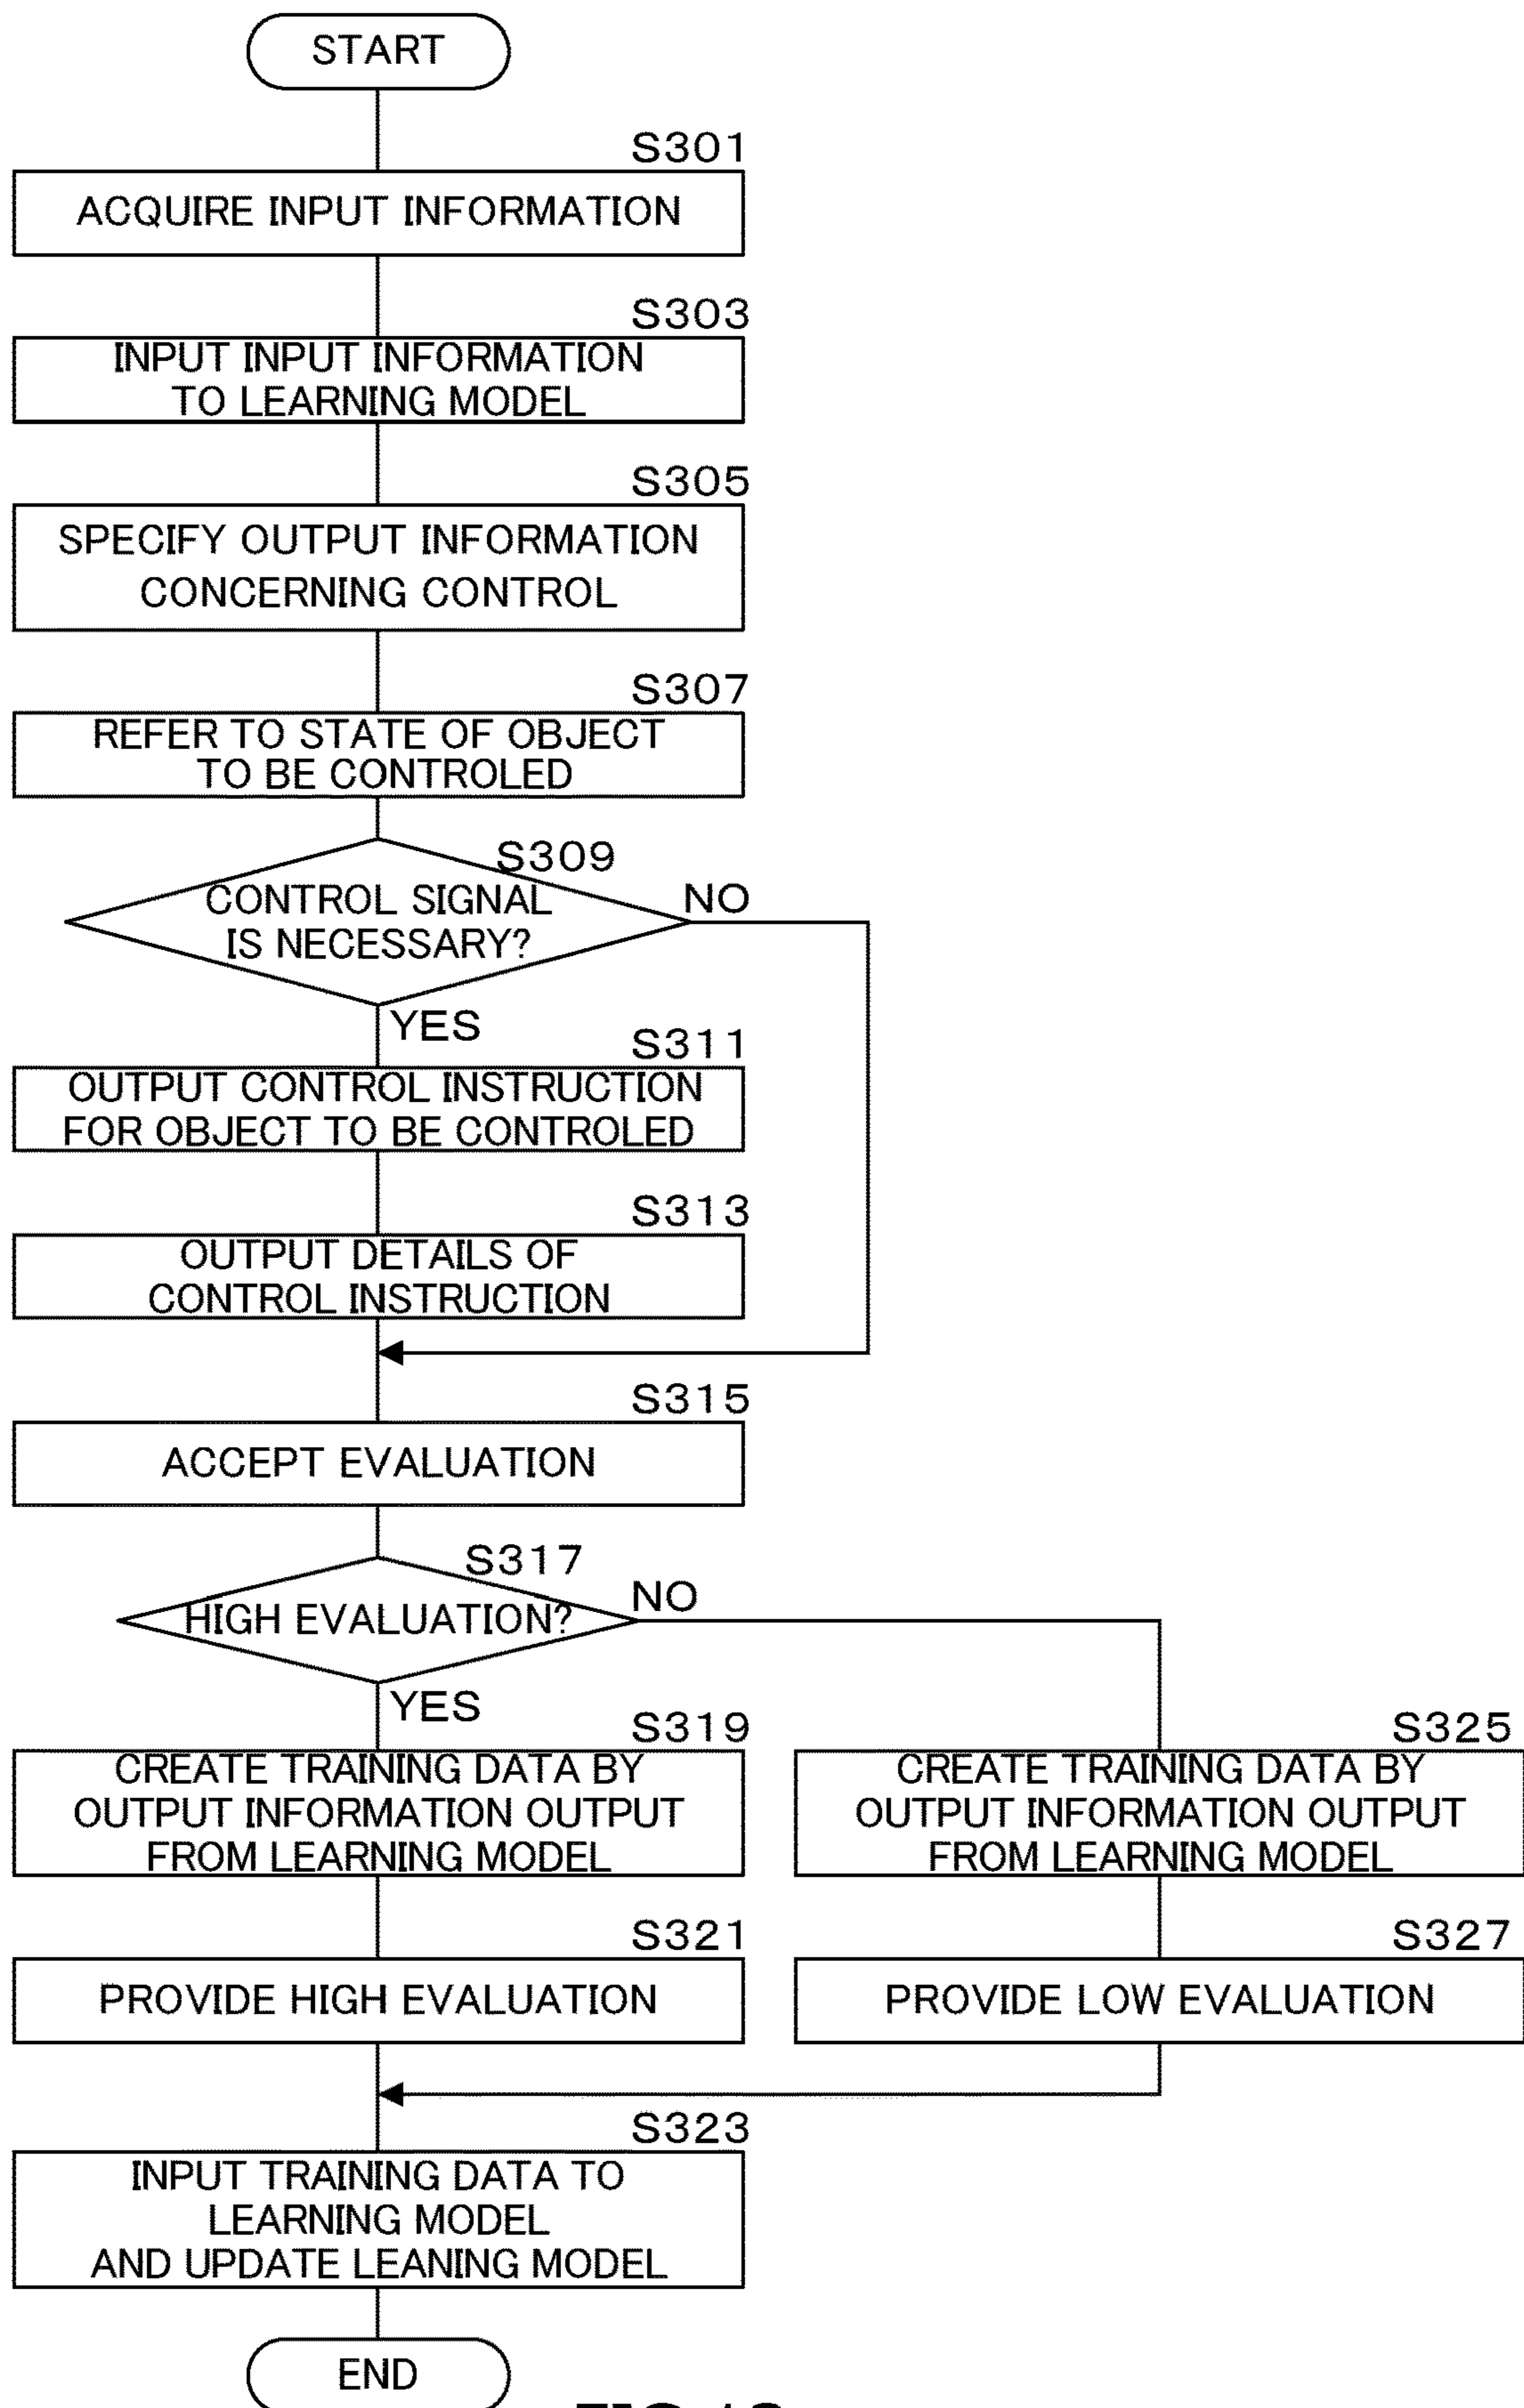 START
S301
ACQUIRE INPUT INFORMATION
S303
INPUT INPUT INFORMATION
TO LEARNING MODEL
S305
SPECIFY OUTPUT INFORMATION
CONCERNING CONTROL
S307
REFER TO STATE OF OBJECT
TO BE CONTROLED
S309
CONTROL SIGNAL
IS NECESSARY?
NO
YES
S311
OUTPUT CONTROL INSTRUCTION
FOR OBJECT TO BE CONTROLED
S313
OUTPUT DETAILS OF
CONTROL INSTRUCTION
S315
ACCEPT EVALUATION
S317
HIGH EVALUATION?
NO
YES
S319
CREATE TRAINING DATA BY
OUTPUT INFORMATION OUTPUT
FROM LEARNING MODEL
S325
CREATE TRAINING DATA BY
OUTPUT INFORMATION OUTPUT
FROM LEARNING MODEL
S321
PROVIDE HIGH EVALUATION
S327
PROVIDE LOW EVALUATION
S323
INPUT TRAINING DATA TO
LEARNING MODEL
AND UPDATE LEANING MODEL
END